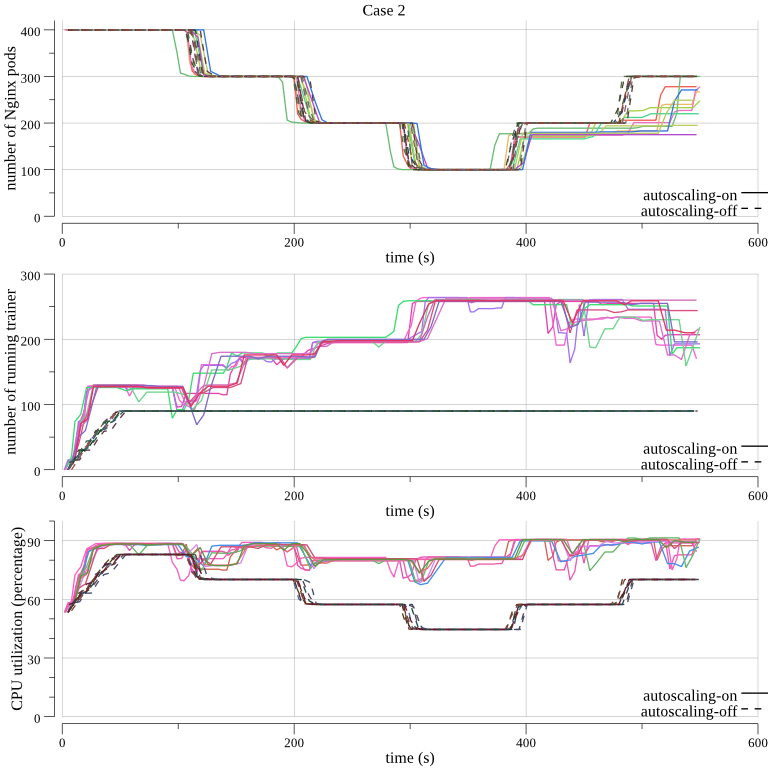 Case 2
number of Nginx pods
400
300
200
100
0
autoscaling-on
autoscaling-off
0 200 400 600
time (s)
number of running trainer
300
200
100
0
autoscaling-on
autoscaling-off
0 200 400 600
time (s)
CPU utilization (percentage)
90
60
30
0
autoscaling-on
autoscaling-off
0 200 400 600
time (s)